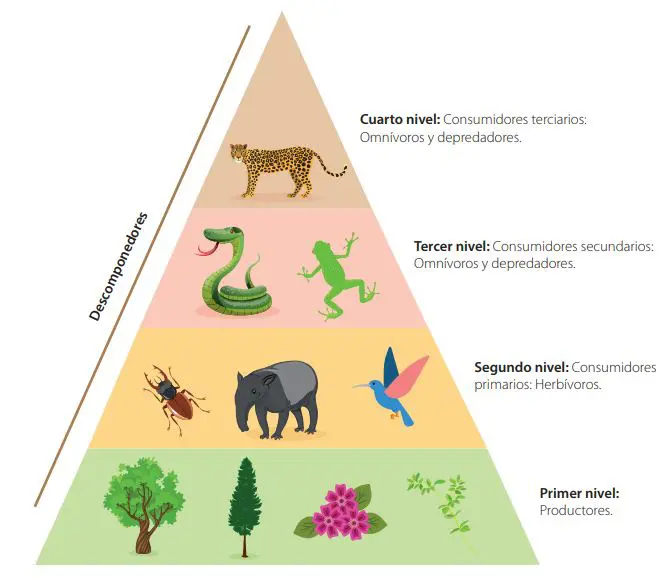 Cuarto nivel: Consumidores terciarios:
Omnívoros y depredadores.
Descomponedores
Tercer nivel: Consumidores secundarios:
Omnívoros y depredadores.
Segundo nivel: Consumidores
primarios: Herbívoros.
Primer nivel:
Productores.